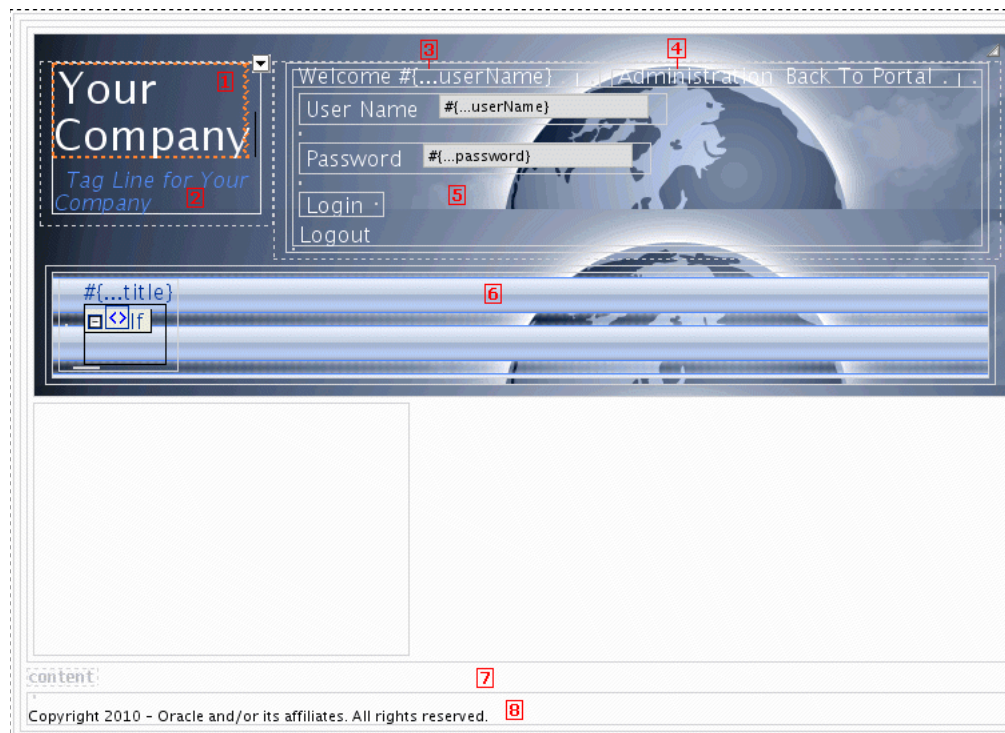 3
4
Your
Company
1
Tag Line for Your
Company
2
Welcome #{...userName}
Administration Back To Portal
User Name #{...userName}
Password #{...password}
5
Login
Logout
#{...title}
6
<>If
content
7
Copyright 2010 - Oracle and/or its affiliates. All rights reserved.
8